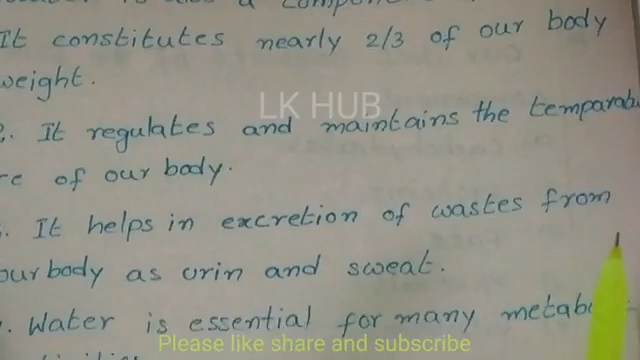 It constitutes nearly 2/3 of our body
weight.
LK HUB
It regulates and maintains the
of our body.
It helps in excretion of wastes from
our body as urin and sweat.
Water is essential for many
Please like share and subscribe